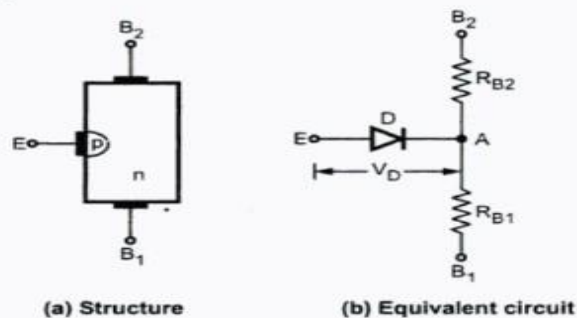 B2
B2
RB2
E
p
D
E
A
n
VD
RB1
B1
B1
(a) Structure
(b) Equivalent circuit